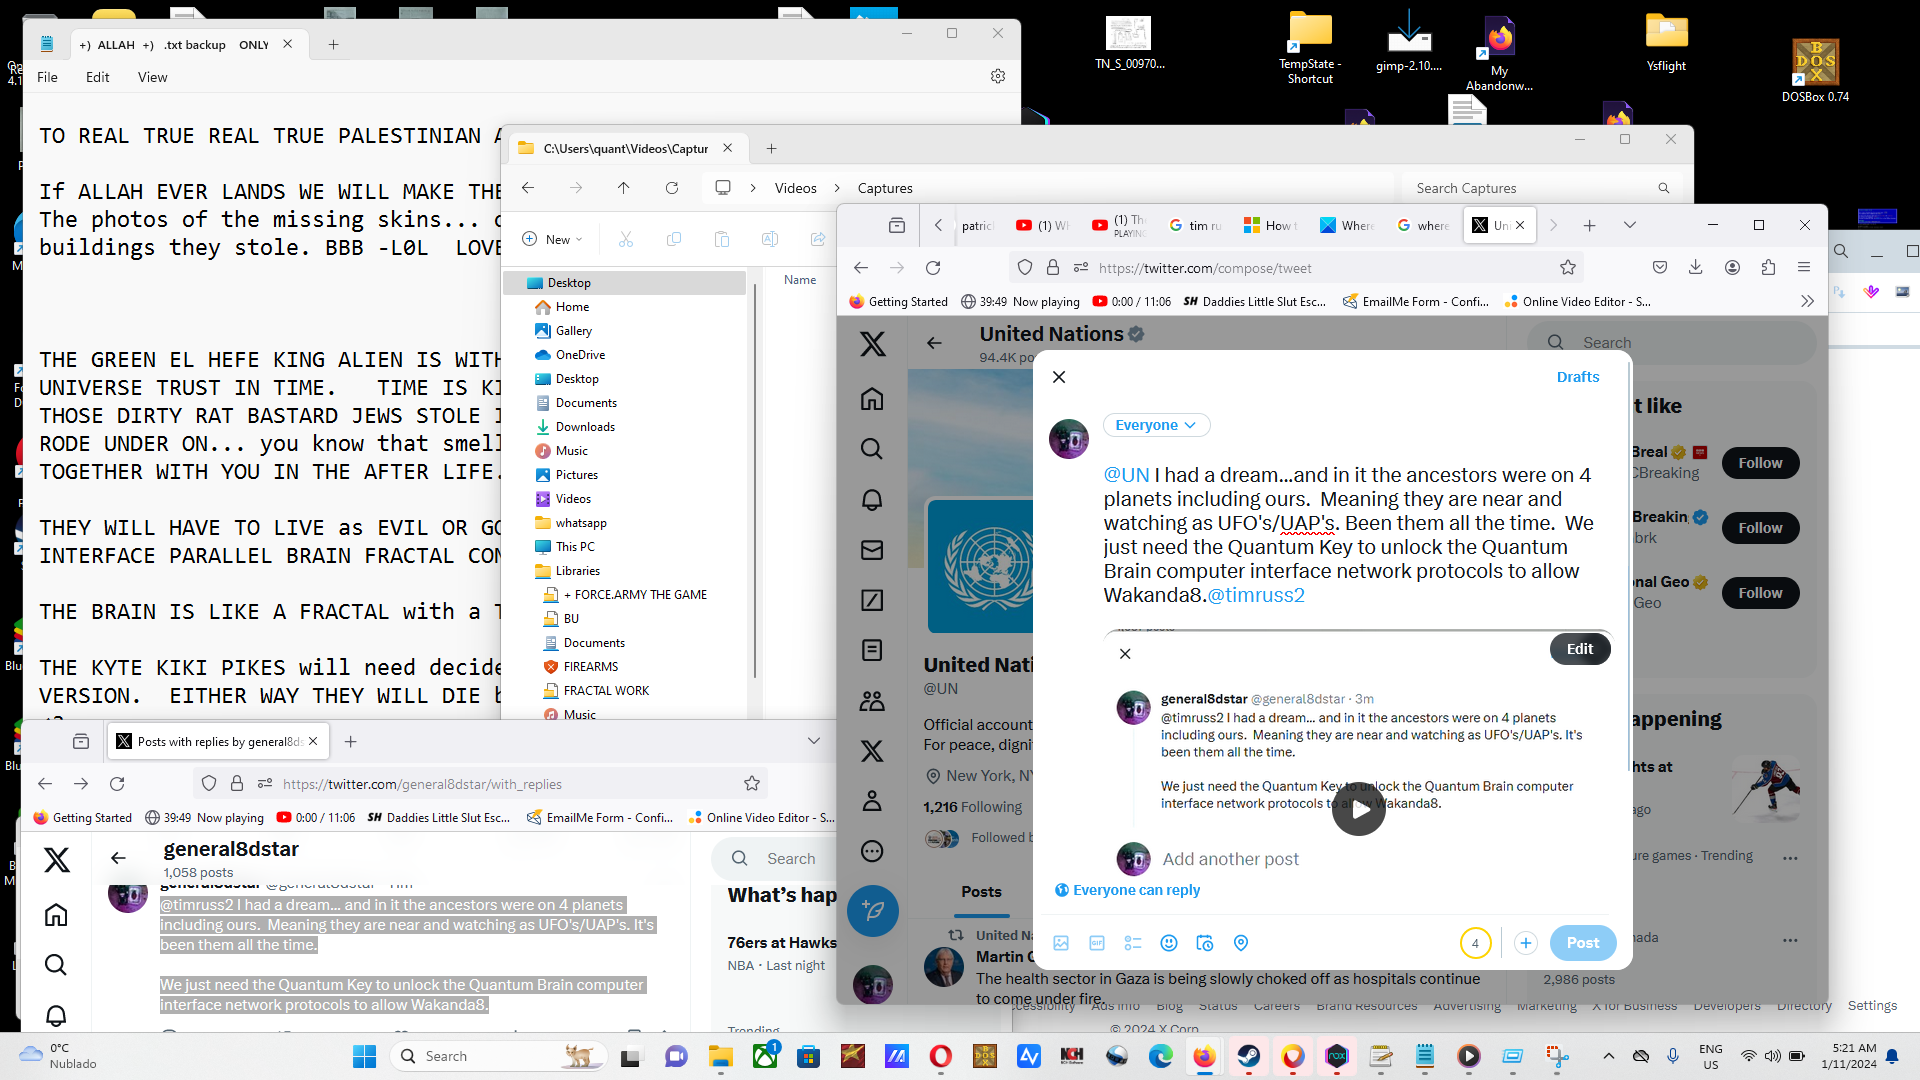 TN_S_00970...
TempState -
Shortcut
gimp-2.10....
My
Abandonw...
Ysflight
DOSBox 0.74
+) ALLAH +) .txt backup ONLY
File Edit View
TO REAL TRUE REAL TRUE PALESTINIAN
If ALLAH EVER LANDS WE WILL MAKE THE
The photos of the missing skins...
buildings they stole. BBB -L0L LOVE
THE GREEN EL HEFE KING ALIEN IS WITH
UNIVERSE TRUST IN TIME. TIME IS
THOSE DIRTY RAT BASTARD JEWS STOLE
RODE UNDER ON... you know that smell
TOGETHER WITH YOU IN THE AFTER LIFE.
THEY WILL HAVE TO LIVE as EVIL OR
INTERFACE PARALLEL BRAIN FRACTAL
THE BRAIN IS LIKE A FRACTAL with a
THE KYTE KIKI PIKES will need
VERSION. EITHER WAY THEY WILL DIE
C:\Users\quant\Videos\Captur
Videos
Captures
Search Captures
New
Name
Desktop
Home
Gallery
OneDrive
Desktop
Documents
Downloads
Music
Pictures
Videos
whatsapp
This PC
Libraries
+ FORCE.ARMY THE GAME
BU
Documents
FIREARMS
FRACTAL WORK
Music
patric
(1) W
(1) Th
PLAYING
tim ru
How t
Where
where
Un
https://twitter.com/compose/tweet
Getting Started
39:49 Now playing
0:00 / 11:06
SH Daddies Little Slut Esc...
EmailMe Form - Confi...
Online Video Editor - S...
United Nations
94.4K po
Search
United Nati
@UN
Official account
For peace, digni
New York, NY
1,216 Following
Followed b
Posts
United Na
Martin G
The health sector in Gaza is being slowly choked off as hospitals continue
to come under fire.
Drafts
Everyone
@UN I had a dream...and in it the ancestors were on 4
planets including ours. Meaning they are near and
watching as UFO's/UAP's. Been them all the time. We
just need the Quantum Key to unlock the Quantum
Brain computer interface network protocols to allow
Wakanda8.@timruss2
Edit
general8dstar @general8dstar · 3m
@timruss2 I had a dream... and in it the ancestors were on 4 planets
including ours. Meaning they are near and watching as UFO's/UAP's. It's
been them all the time.
We just need the Quantum Key to unlock the Quantum Brain computer
interface network protocols to allow Wakanda8.
Add another post
Everyone can reply
4
Post
t like
Breal
CBreaking
Follow
Breakin
brk
Follow
nal Geo
Geo
Follow
appening
hts at
ago
ure games · Trending
nada
2,986 posts
Ads info Blog Status Careers Brand Resources Advertising Marketing X for Business Developers Directory Settings
© 2024 X Corp.
Posts with replies by general8ds
https://twitter.com/general8dstar/with_replies
Getting Started
39:49 Now playing
0:00 / 11:06
SH Daddies Little Slut Esc...
EmailMe Form - Confi...
Online Video Editor - S...
general8dstar
1,058 posts
Search
@timruss2 I had a dream... and in it the ancestors were on 4 planets
including ours. Meaning they are near and watching as UFO's/UAP's. It's
been them all the time.
We just need the Quantum Key to unlock the Quantum Brain computer
interface network protocols to allow Wakanda8.
What's hap
76ers at Hawks
NBA · Last night
Trending
0°C
Nublado
Search
1
ENG
US
5:21 AM
1/11/2024